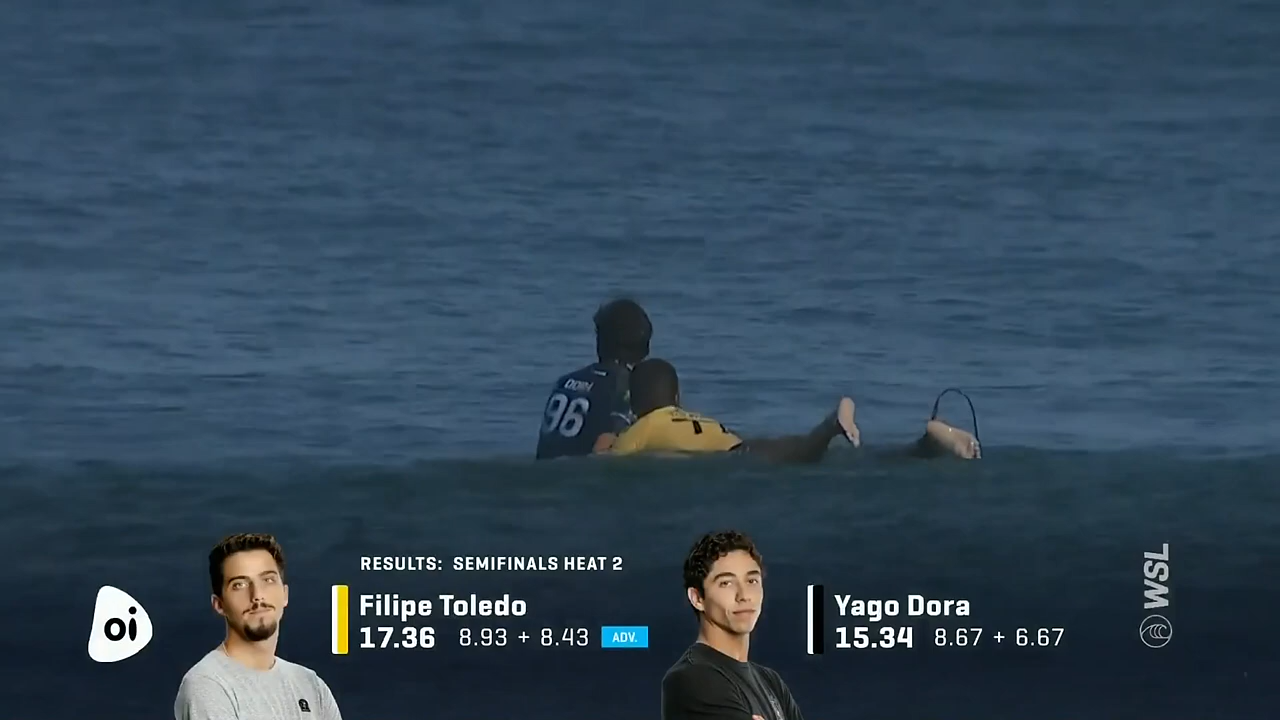 DORA
96
7
RESULTS: SEMIFINALS HEAT 2
oi
Filipe Toledo
17.36 8.93 + 8.43 ADV.
Yago Dora
15.34 8.67 + 6.67
WSL